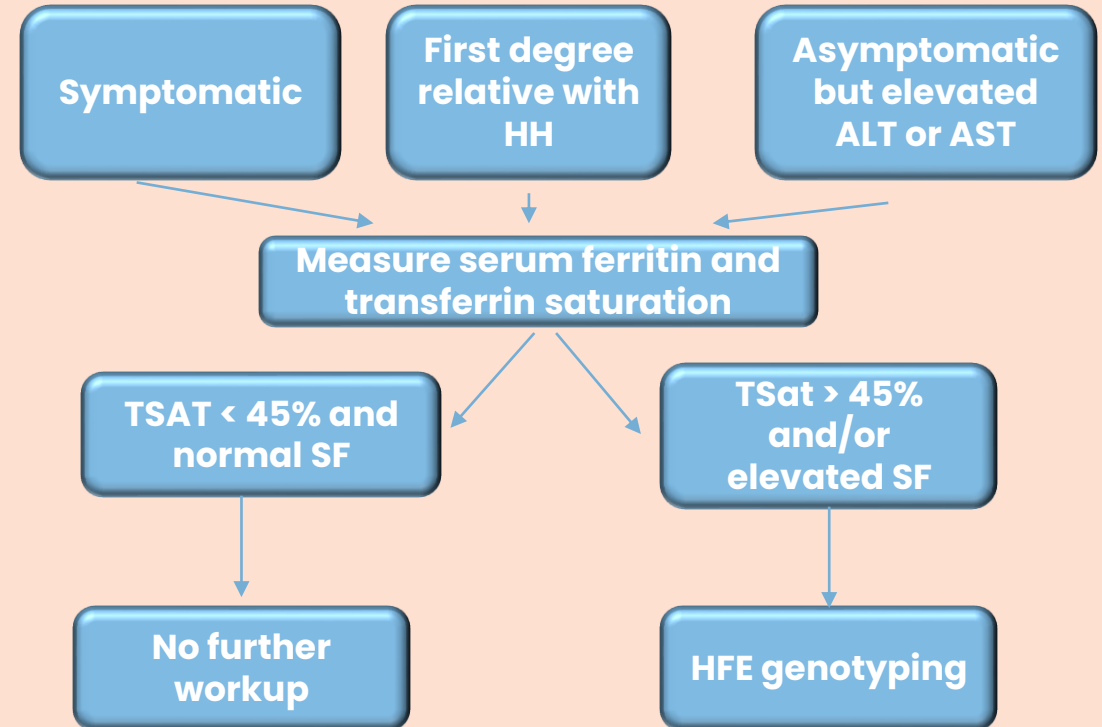 Symptomatic
First degree
relative with
HH
Asymptomatic
but elevated
ALT or AST
Measure serum ferritin and
transferrin saturation
TSAT < 45% and
normal SF
TSat > 45%
and/or
elevated SF
No further
workup
HFE genotyping